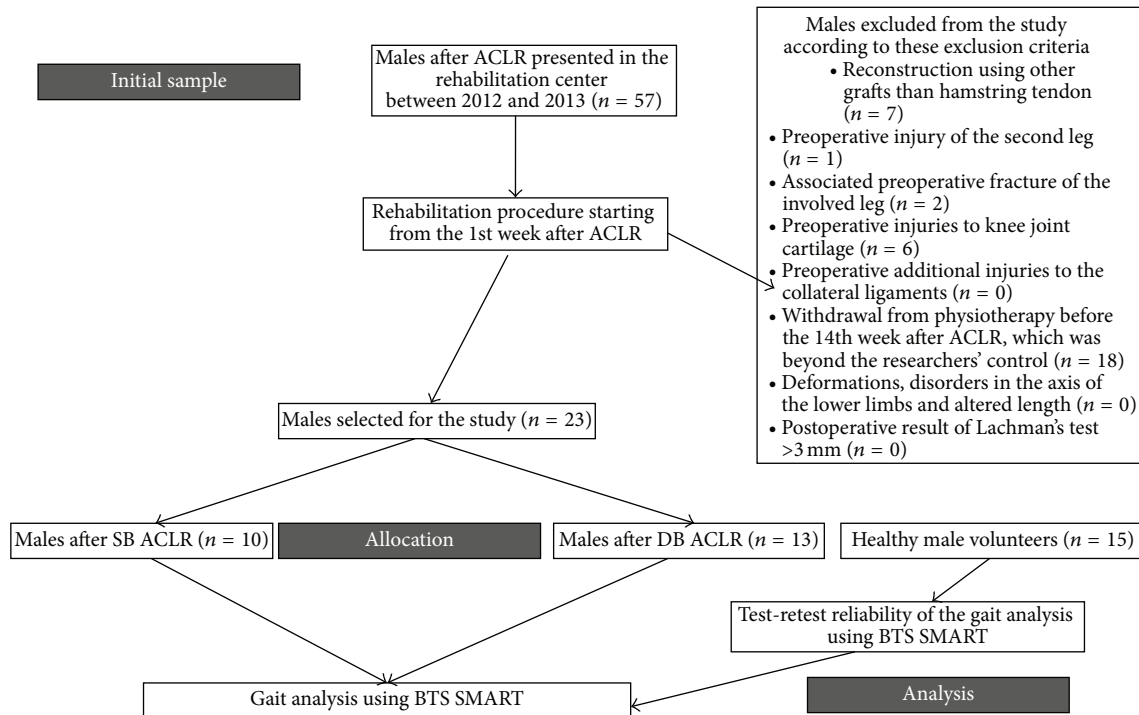 Initial sample
Males after ACLR presented in the
rehabilitation center
between 2012 and 2013 (n = 57)
Males excluded from the study
according to these exclusion criteria
• Reconstruction using other
grafts than hamstring tendon
(n = 7)
• Preoperative injury of the second leg
(n = 1)
• Associated preoperative fracture of the
involved leg (n = 2)
• Preoperative injuries to knee joint
cartilage (n = 6)
• Preoperative additional injuries to the
collateral ligaments (n = 0)
• Withdrawal from physiotherapy before
the 14th week after ACLR, which was
beyond the researchers’ control (n = 18)
• Deformations, disorders in the axis of
the lower limbs and altered length (n = 0)
• Postoperative result of Lachman’s test
>3 mm (n = 0)
Rehabilitation procedure starting
from the 1st week after ACLR
Males selected for the study (n = 23)
Males after SB ACLR (n = 10)
Allocation
Males after DB ACLR (n = 13)
Healthy male volunteers (n = 15)
Test-retest reliability of the gait analysis
using BTS SMART
Gait analysis using BTS SMART
Analysis